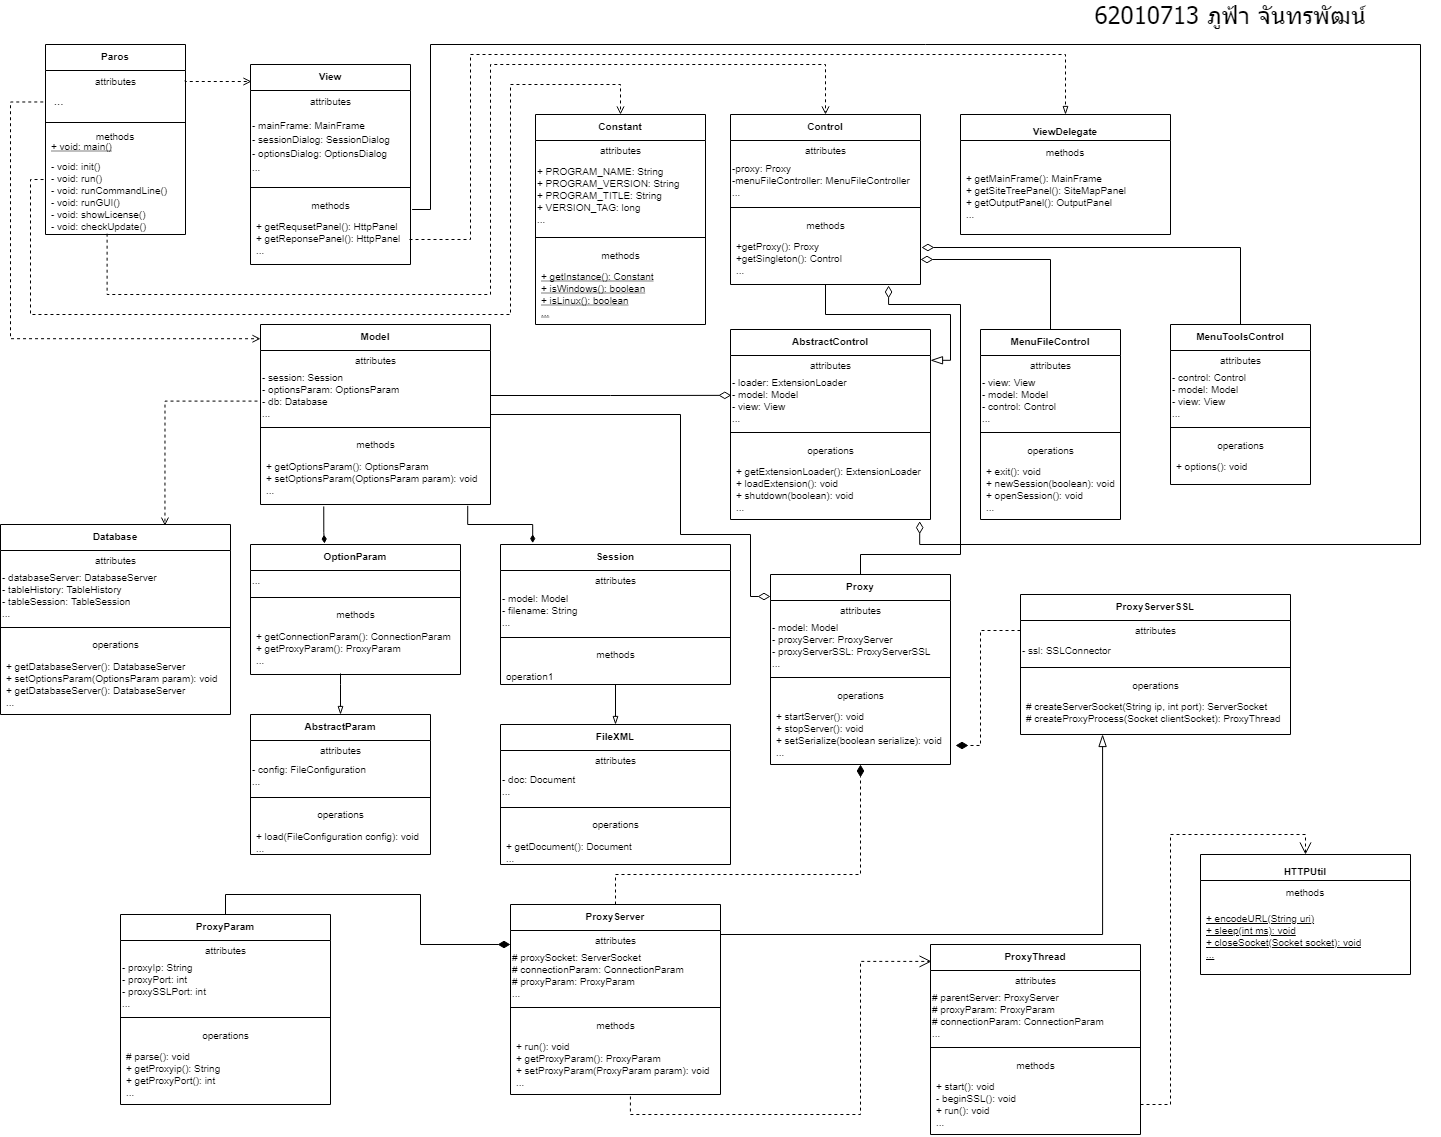 62010713 ภูฟ้า จันทรพัฒน์
Paros
attributes
...
methods
+ void: main()
- void: init()
- void: run()
- void: runCommandLine()
- void: runGUI()
- void: showLicense()
- void: checkUpdate()
View
attributes
- mainFrame: MainFrame
- sessionDialog: SessionDialog
- optionsDialog: OptionsDialog
...
methods
+ getRequsetPanel(): HttpPanel
+ getReponsePanel(): HttpPanel
...
Constant
attributes
+ PROGRAM_NAME: String
+ PROGRAM_VERSION: String
+ PROGRAM_TITLE: String
+ VERSION_TAG: long
...
methods
+ getInstance(): Constant
+ isWindows(): boolean
+ isLinux(): boolean
...
Control
attributes
-proxy: Proxy
-menuFileController: MenuFileController
...
methods
+getProxy(): Proxy
+getSingleton(): Control
...
ViewDelegate
methods
+ getMainFrame(): MainFrame
+ getSiteTreePanel(): SiteMapPanel
+ getOutputPanel(): OutputPanel
...
Model
attributes
- session: Session
- optionsParam: OptionsParam
- db: Database
...
methods
+ getOptionsParam(): OptionsParam
+ setOptionsParam(OptionsParam param): void
...
AbstractControl
attributes
- loader: ExtensionLoader
- model: Model
- view: View
...
operations
+ getExtensionLoader(): ExtensionLoader
+ loadExtension(): void
+ shutdown(boolean): void
...
MenuFileControl
attributes
- view: View
- model: Model
- control: Control
...
operations
+ exit(): void
+ newSession(boolean): void
+ openSession(): void
...
MenuToolsControl
attributes
- control: Control
- model: Model
- view: View
...
operations
+ options(): void
Database
attributes
- databaseServer: DatabaseServer
- tableHistory: TableHistory
- tableSession: TableSession
...
operations
+ getDatabaseServer(): DatabaseServer
+ setOptionsParam(OptionsParam param): void
+ getDatabaseServer(): DatabaseServer
...
OptionParam
...
methods
+ getConnectionParam(): ConnectionParam
+ getProxyParam(): ProxyParam
...
Session
attributes
- model: Model
- filename: String
...
methods
operation1
Proxy
attributes
- model: Model
- proxyServer: ProxyServer
- proxyServerSSL: ProxyServerSSL
...
operations
+ startServer(): void
+ stopServer(): void
+ setSerialize(boolean serialize): void
...
ProxyServerSSL
attributes
- ssl: SSLConnector
operations
# createServerSocket(String ip, int port): ServerSocket
# createProxyProcess(Socket clientSocket): ProxyThread
AbstractParam
attributes
- config: FileConfiguration
...
operations
+ load(FileConfiguration config): void
...
FileXML
attributes
- doc: Document
...
operations
+ getDocument(): Document
...
HTTPUtil
methods
+ encodeURL(String uri)
+ sleep(int ms): void
+ closeSocket(Socket socket): void
...
ProxyParam
attributes
- proxyIp: String
- proxyPort: int
- proxySSLPort: int
...
operations
# parse(): void
+ getProxyip(): String
+ getProxyPort(): int
...
ProxyServer
attributes
# proxySocket: ServerSocket
# connectionParam: ConnectionParam
# proxyParam: ProxyParam
...
methods
+ run(): void
+ getProxyParam(): ProxyParam
+ setProxyParam(ProxyParam param): void
...
ProxyThread
attributes
# parentServer: ProxyServer
# proxyParam: ProxyParam
# connectionParam: ConnectionParam
...
methods
+ start(): void
- beginSSL(): void
+ run(): void
...